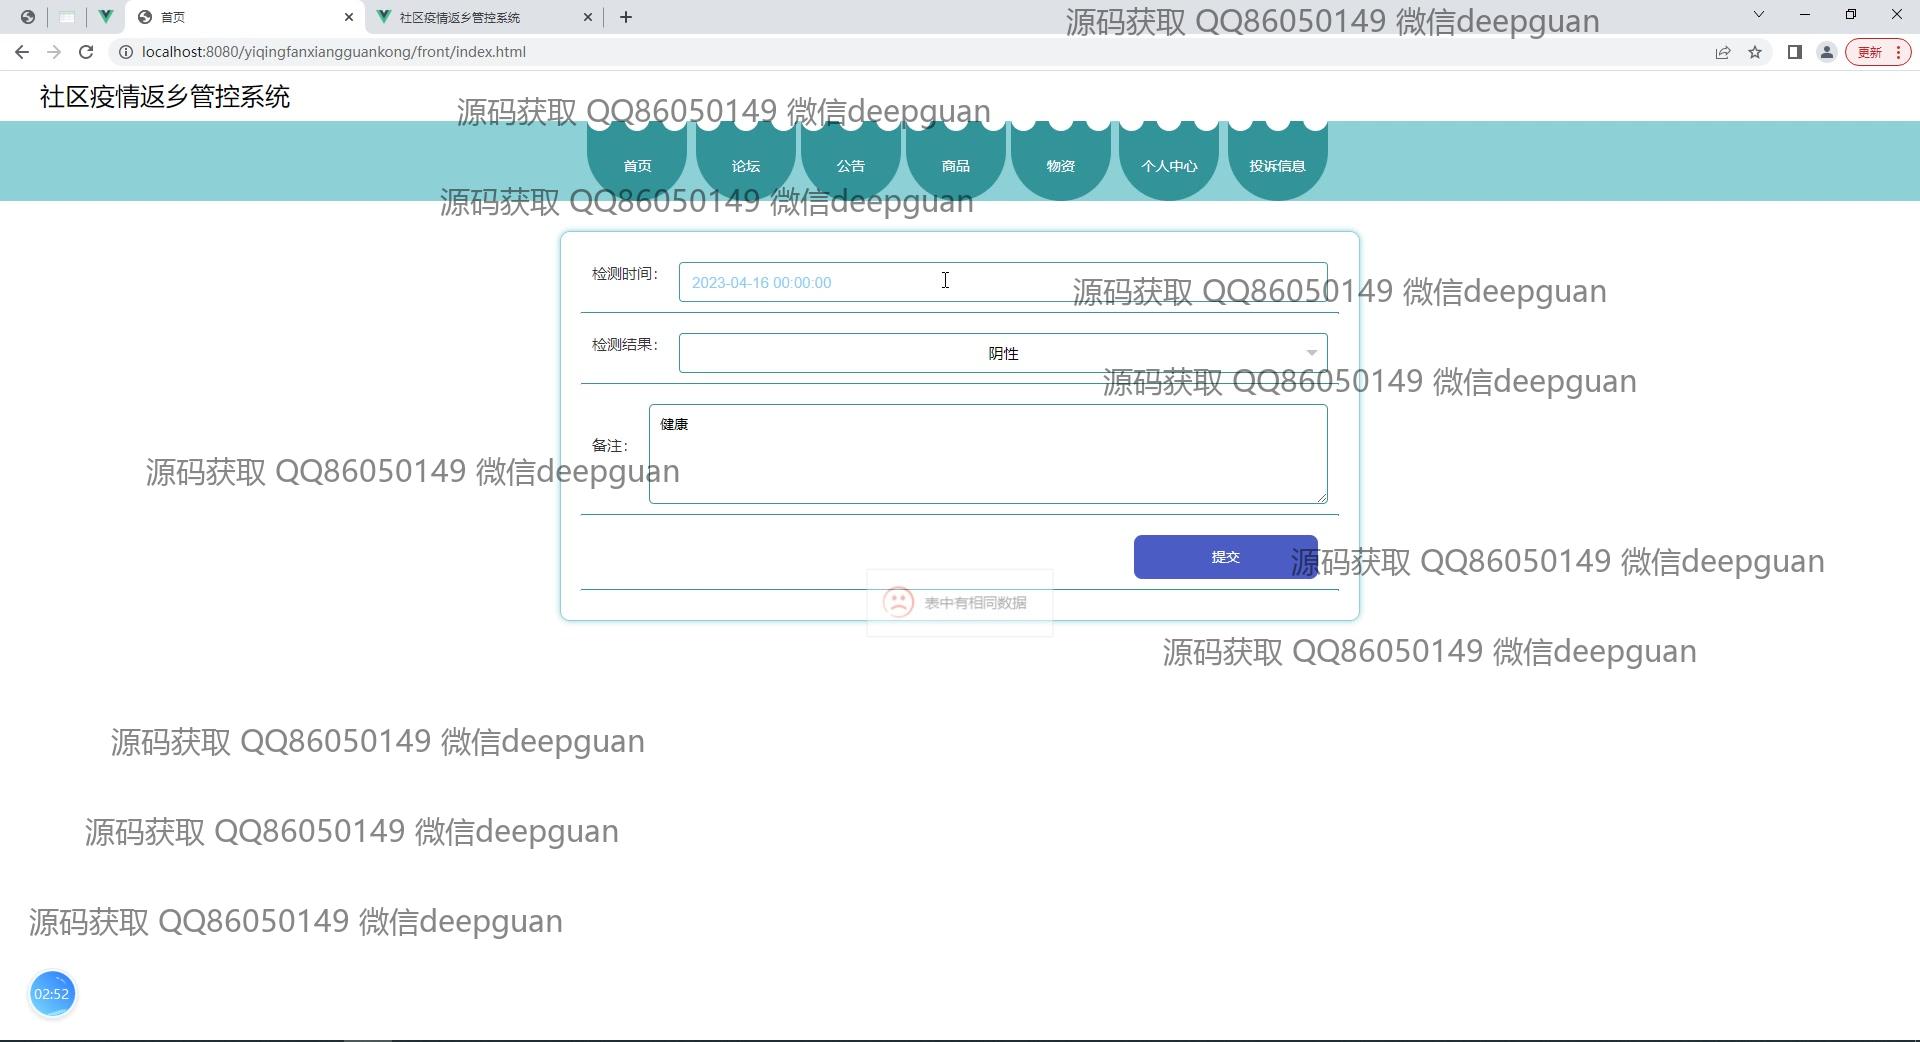 首页
社区疫情返乡管控系统
源码获取 QQ86050149 微信deepguan
localhost:8080/yiqingfanxiangguankong/front/index.html
更新
社区疫情返乡管控系统
源码获取 QQ86050149 微信deepguan
首页
论坛
公告
商品
物资
个人中心
投诉信息
源码获取 QQ86050149 微信deepguan
检测时间：
2023-04-16 00:00:00
源码获取 QQ86050149 微信deepguan
检测结果：
阴性
源码获取 QQ86050149 微信deepguan
备注：
健康
源码获取 QQ86050149 微信deepguan
提交
源码获取 QQ86050149 微信deepguan
表中有相同数据
源码获取 QQ86050149 微信deepguan
源码获取 QQ86050149 微信deepguan
源码获取 QQ86050149 微信deepguan
源码获取 QQ86050149 微信deepguan
02:52